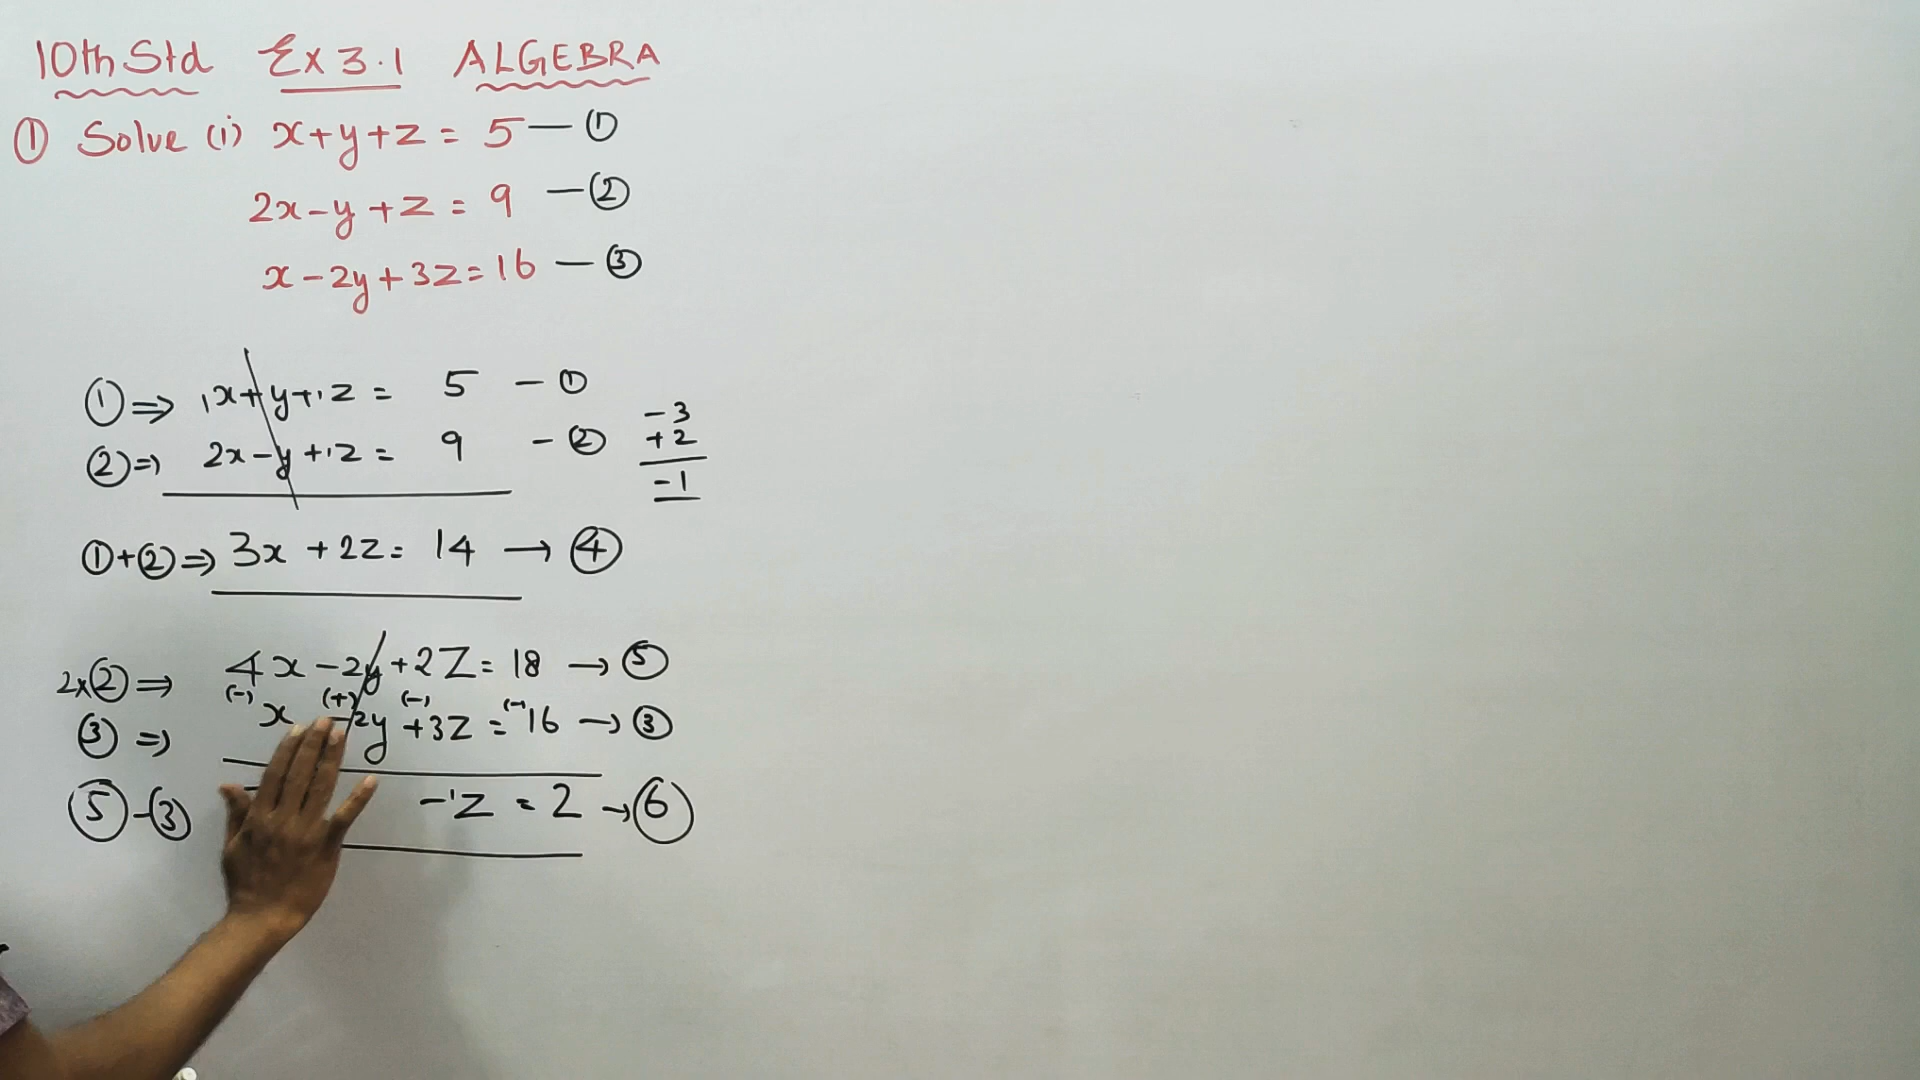 10th Std Ex 3.1 ALGEBRA
① Solve (i) x+y+z = 5 — ①
2x-y+z = 9 — ②
x-2y+3z=16 — ③
① ⇒ 1x+y+1z = 5 - ①
② ⇒ 2x-y+1z = 9 - ②
-3
+2
-1
①+② ⇒ 3x +2z = 14 → ④
2x② ⇒ 4x -2y +2z = 18 → ⑤
(-) (+) (-) (-)
③ ⇒ x -2y +3z = 16 → ③
⑤-③ -1z = 2 → ⑥